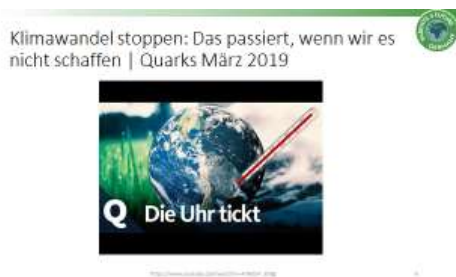 Klimawandel stoppen: Das passiert, wenn wir es
nicht schaffen | Quarks März 2019
Q Die Uhr tickt